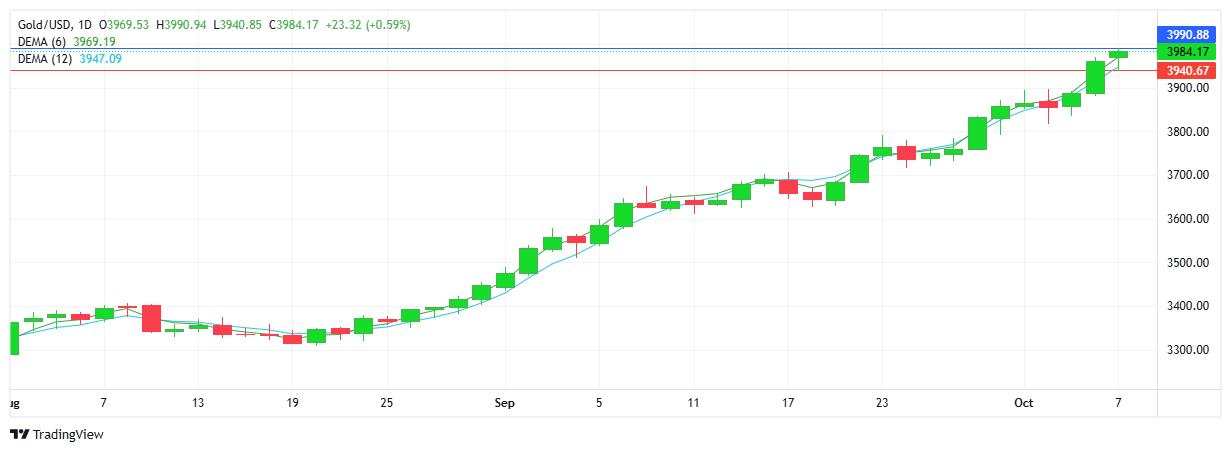 Gold/USD, 1D O3969.53 H3990.94 L3940.85 C3984.17 +23.32 (+0.59%)
DEMA (6) 3969.19
DEMA (12) 3947.09
3990.88
3984.17
3940.67
3900.00
3800.00
3700.00
3600.00
3500.00
3400.00
3300.00
ug 7 13 19 25 Sep 5 11 17 23 Oct 7
TradingView